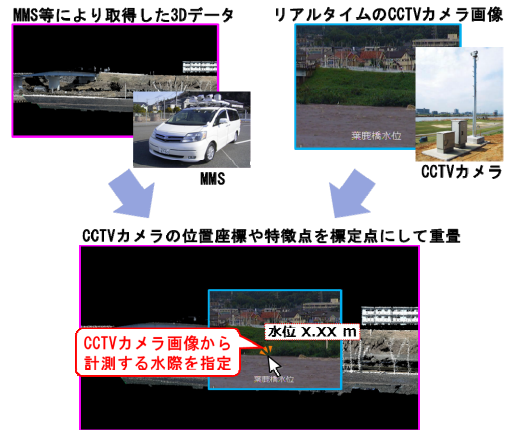 MMS等により取得した3Dデータ
リアルタイムのCCTVカメラ画像
葉鹿橋水位
MMS
CCTVカメラ
CCTVカメラの位置座標や特徴点を標定点にして重畳
水位 X.XX m
CCTVカメラ画像から
計測する水際を指定
葉鹿橋水位